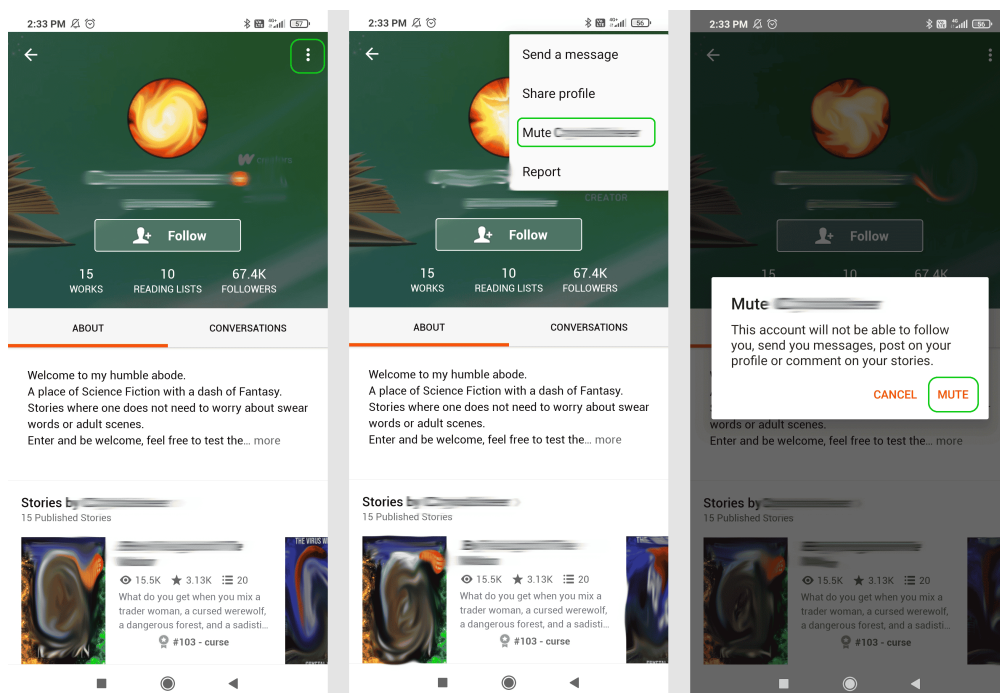 2:33 PM
57
Follow
15
10
67.4K
WORKS
READING LISTS
FOLLOWERS
ABOUT
CONVERSATIONS
Welcome to my humble abode.
A place of Science Fiction with a dash of Fantasy.
Stories where one does not need to worry about swear
words or adult scenes.
Enter and be welcome, feel free to test the... more
Stories by
15 Published Stories
THE VIRUS W
15.5K
3.13K
20
What do you get when you mix a
trader woman, a cursed werewolf,
a dangerous forest, and a sadisti...
#103 - curse
2:33 PM
56
Send a message
Share profile
Mute
Report
CREATOR
Follow
15
10
67.4K
WORKS
READING LISTS
FOLLOWERS
ABOUT
CONVERSATIONS
Welcome to my humble abode.
A place of Science Fiction with a dash of Fantasy.
Stories where one does not need to worry about swear
words or adult scenes.
Enter and be welcome, feel free to test the... more
Stories
15 Published Stories
15.5K
3.13K
20
What do you get when you mix a
trader woman, a cursed werewolf,
a dangerous forest, and a sadisti...
#103 - curse
2:33 PM
56
Follow
15
10
67.4K
Mute
This account will not be able to follow
you, send you messages, post on your
profile or comment on your stories.
CANCEL
MUTE
words or adult scenes.
Enter and be welcome, feel free to test the... more
Stories by
15 Published Stories
15.5K
3.13K
20
What do you get when you mix a
trader woman, a cursed werewolf,
a dangerous forest, and a sadisti...
#103 - curse